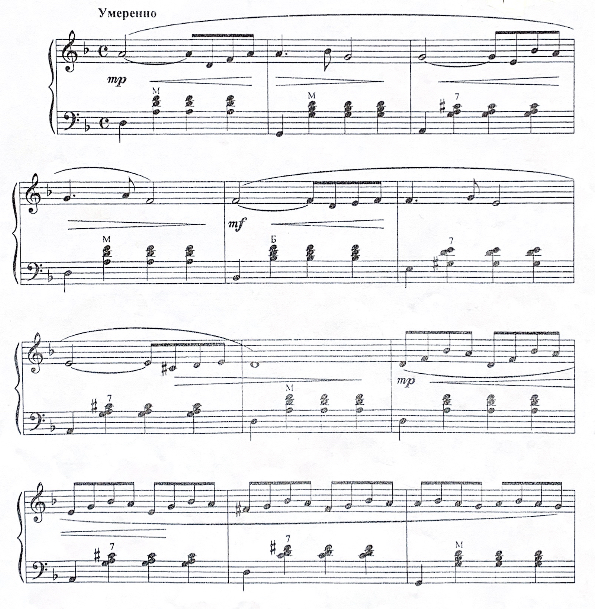 Умеренно
mp
М М 7
М Б 7
mf
7 М
mp
7 7 М